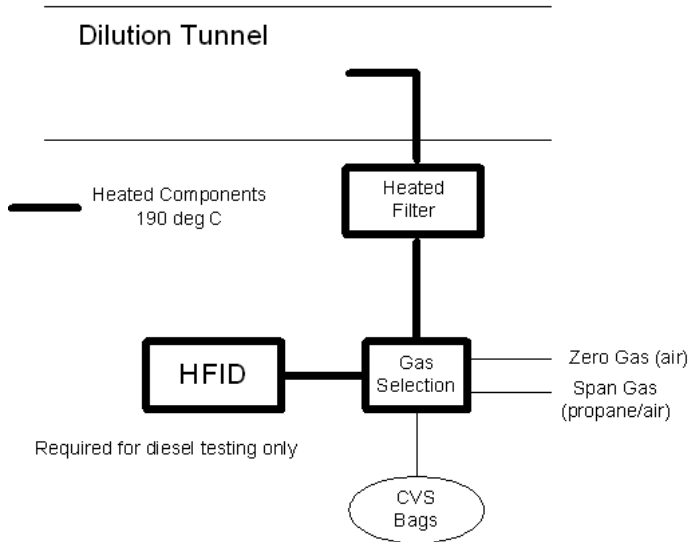 Dilution Tunnel
Heated Components
190 deg C
Heated
Filter
HFID
Gas
Selection
Zero Gas (air)
Span Gas
(propane/air)
Required for diesel testing only
CVS
Bags